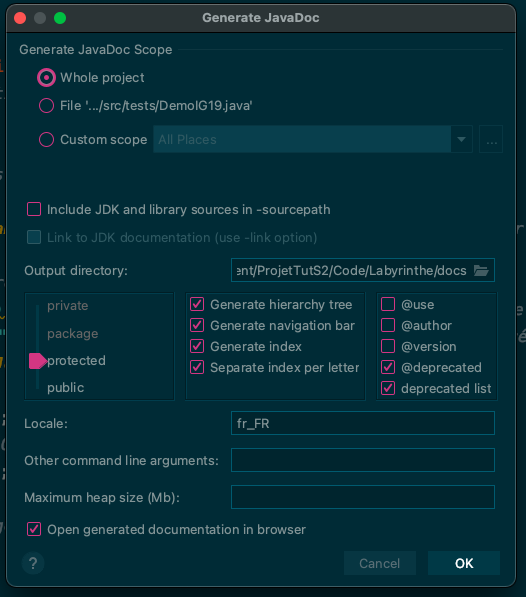 Generate JavaDoc
Generate JavaDoc Scope
Whole project
File '.../src/tests/DemoIG19.java'
Custom scope All Places ...
Include JDK and library sources in -sourcepath
Link to JDK documentation (use -link option)
Output directory: ent/ProjetTutS2/Code/Labyrinthe/docs
private
package
protected
public
Generate hierarchy tree
Generate navigation bar
Generate index
Separate index per letter
@use
@author
@version
@deprecated
deprecated list
Locale: fr_FR
Other command line arguments:
Maximum heap size (Mb):
Open generated documentation in browser
? Cancel OK